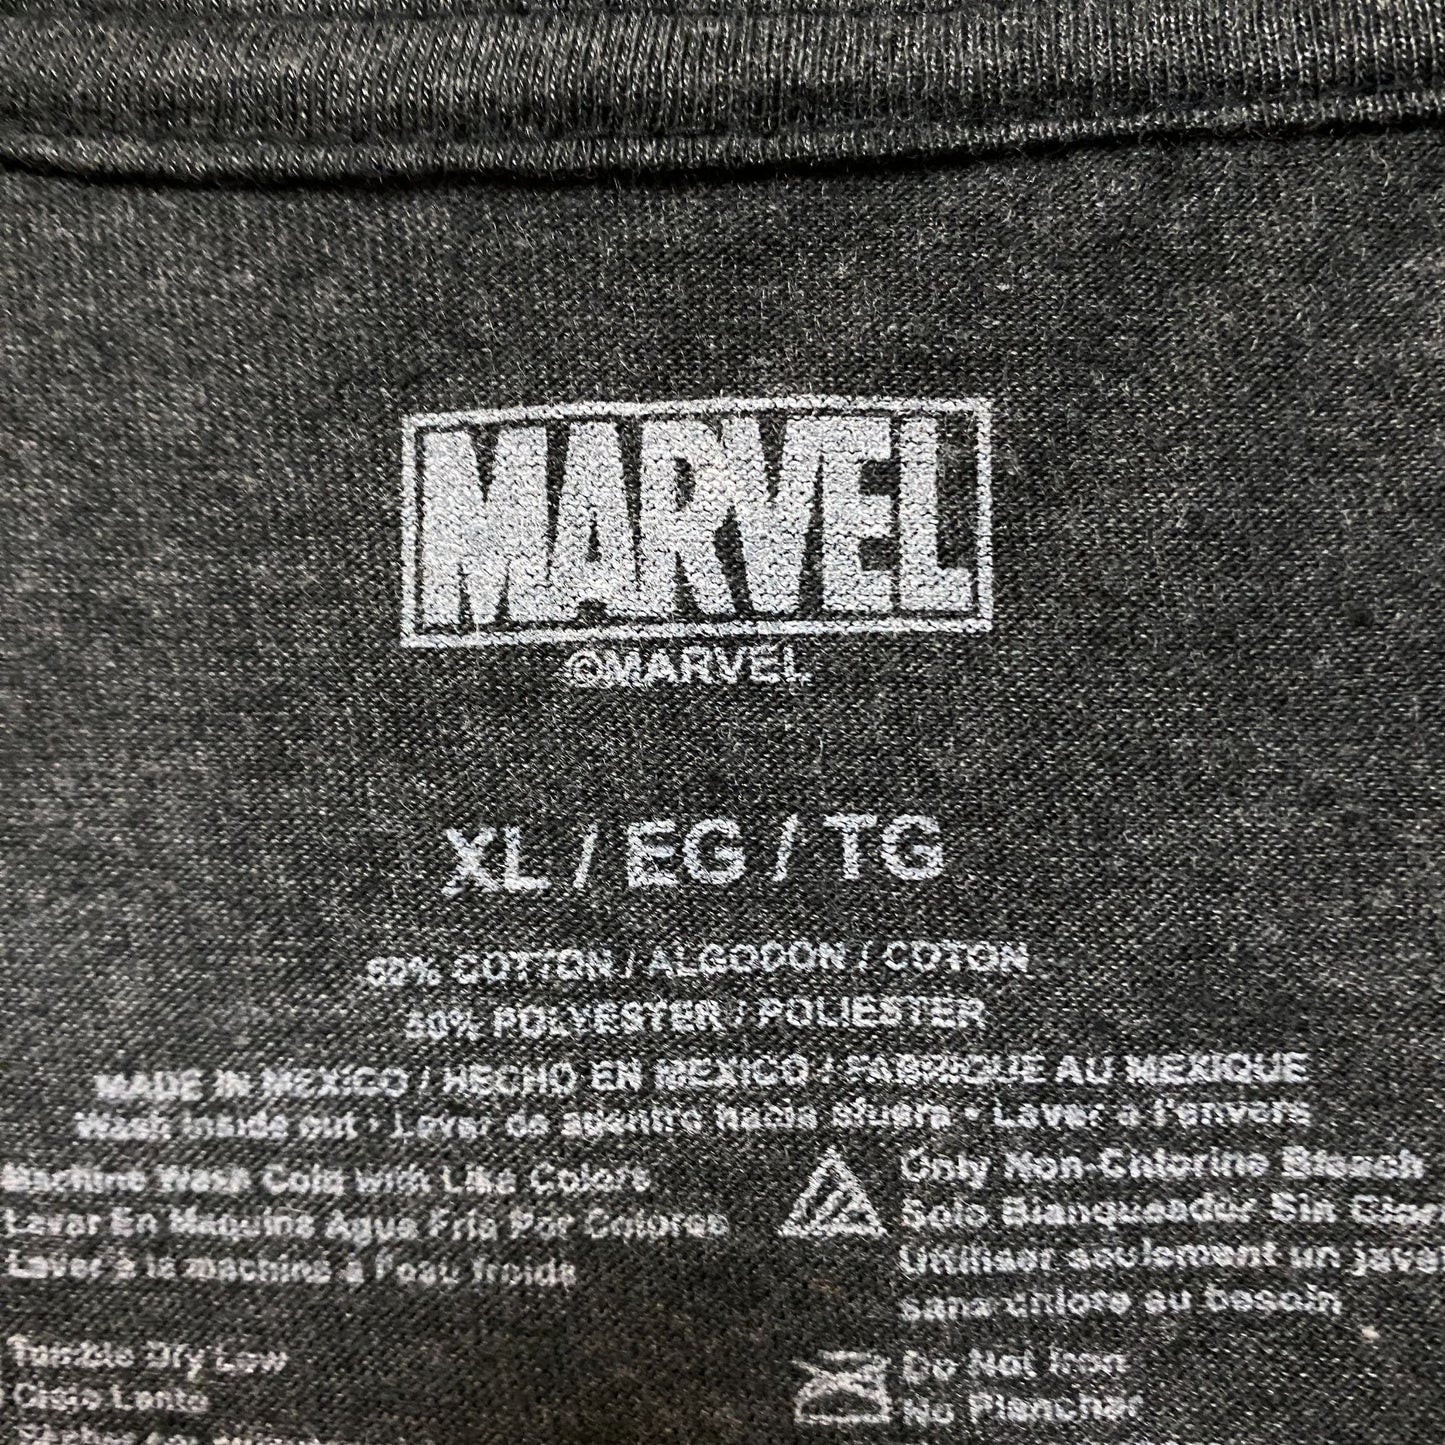 MARVEL
©MARVEL
XL / EG / TG
COTTON / ALGODON / COTON
50% POLYESTER / POLIESTER
MADE IN MEXICO / HECHO EN MEXICO / FABRIQUE AU MEXIQUE
Wash inside out • Lavar de adentro hacia afuera • Laver à l'envers
Machine Wash Cold with Like Colors
Lavar En Maquina Agua Fria Por Colores
Laver à la machine à l'eau froide
Only Non-Chlorine Bleach
Solo Blanqueador Sin
Utiliser seulement un
sans chlore au besoin
Tumble Dry Low
Ciclo Lento
Do Not Iron
No Planchar